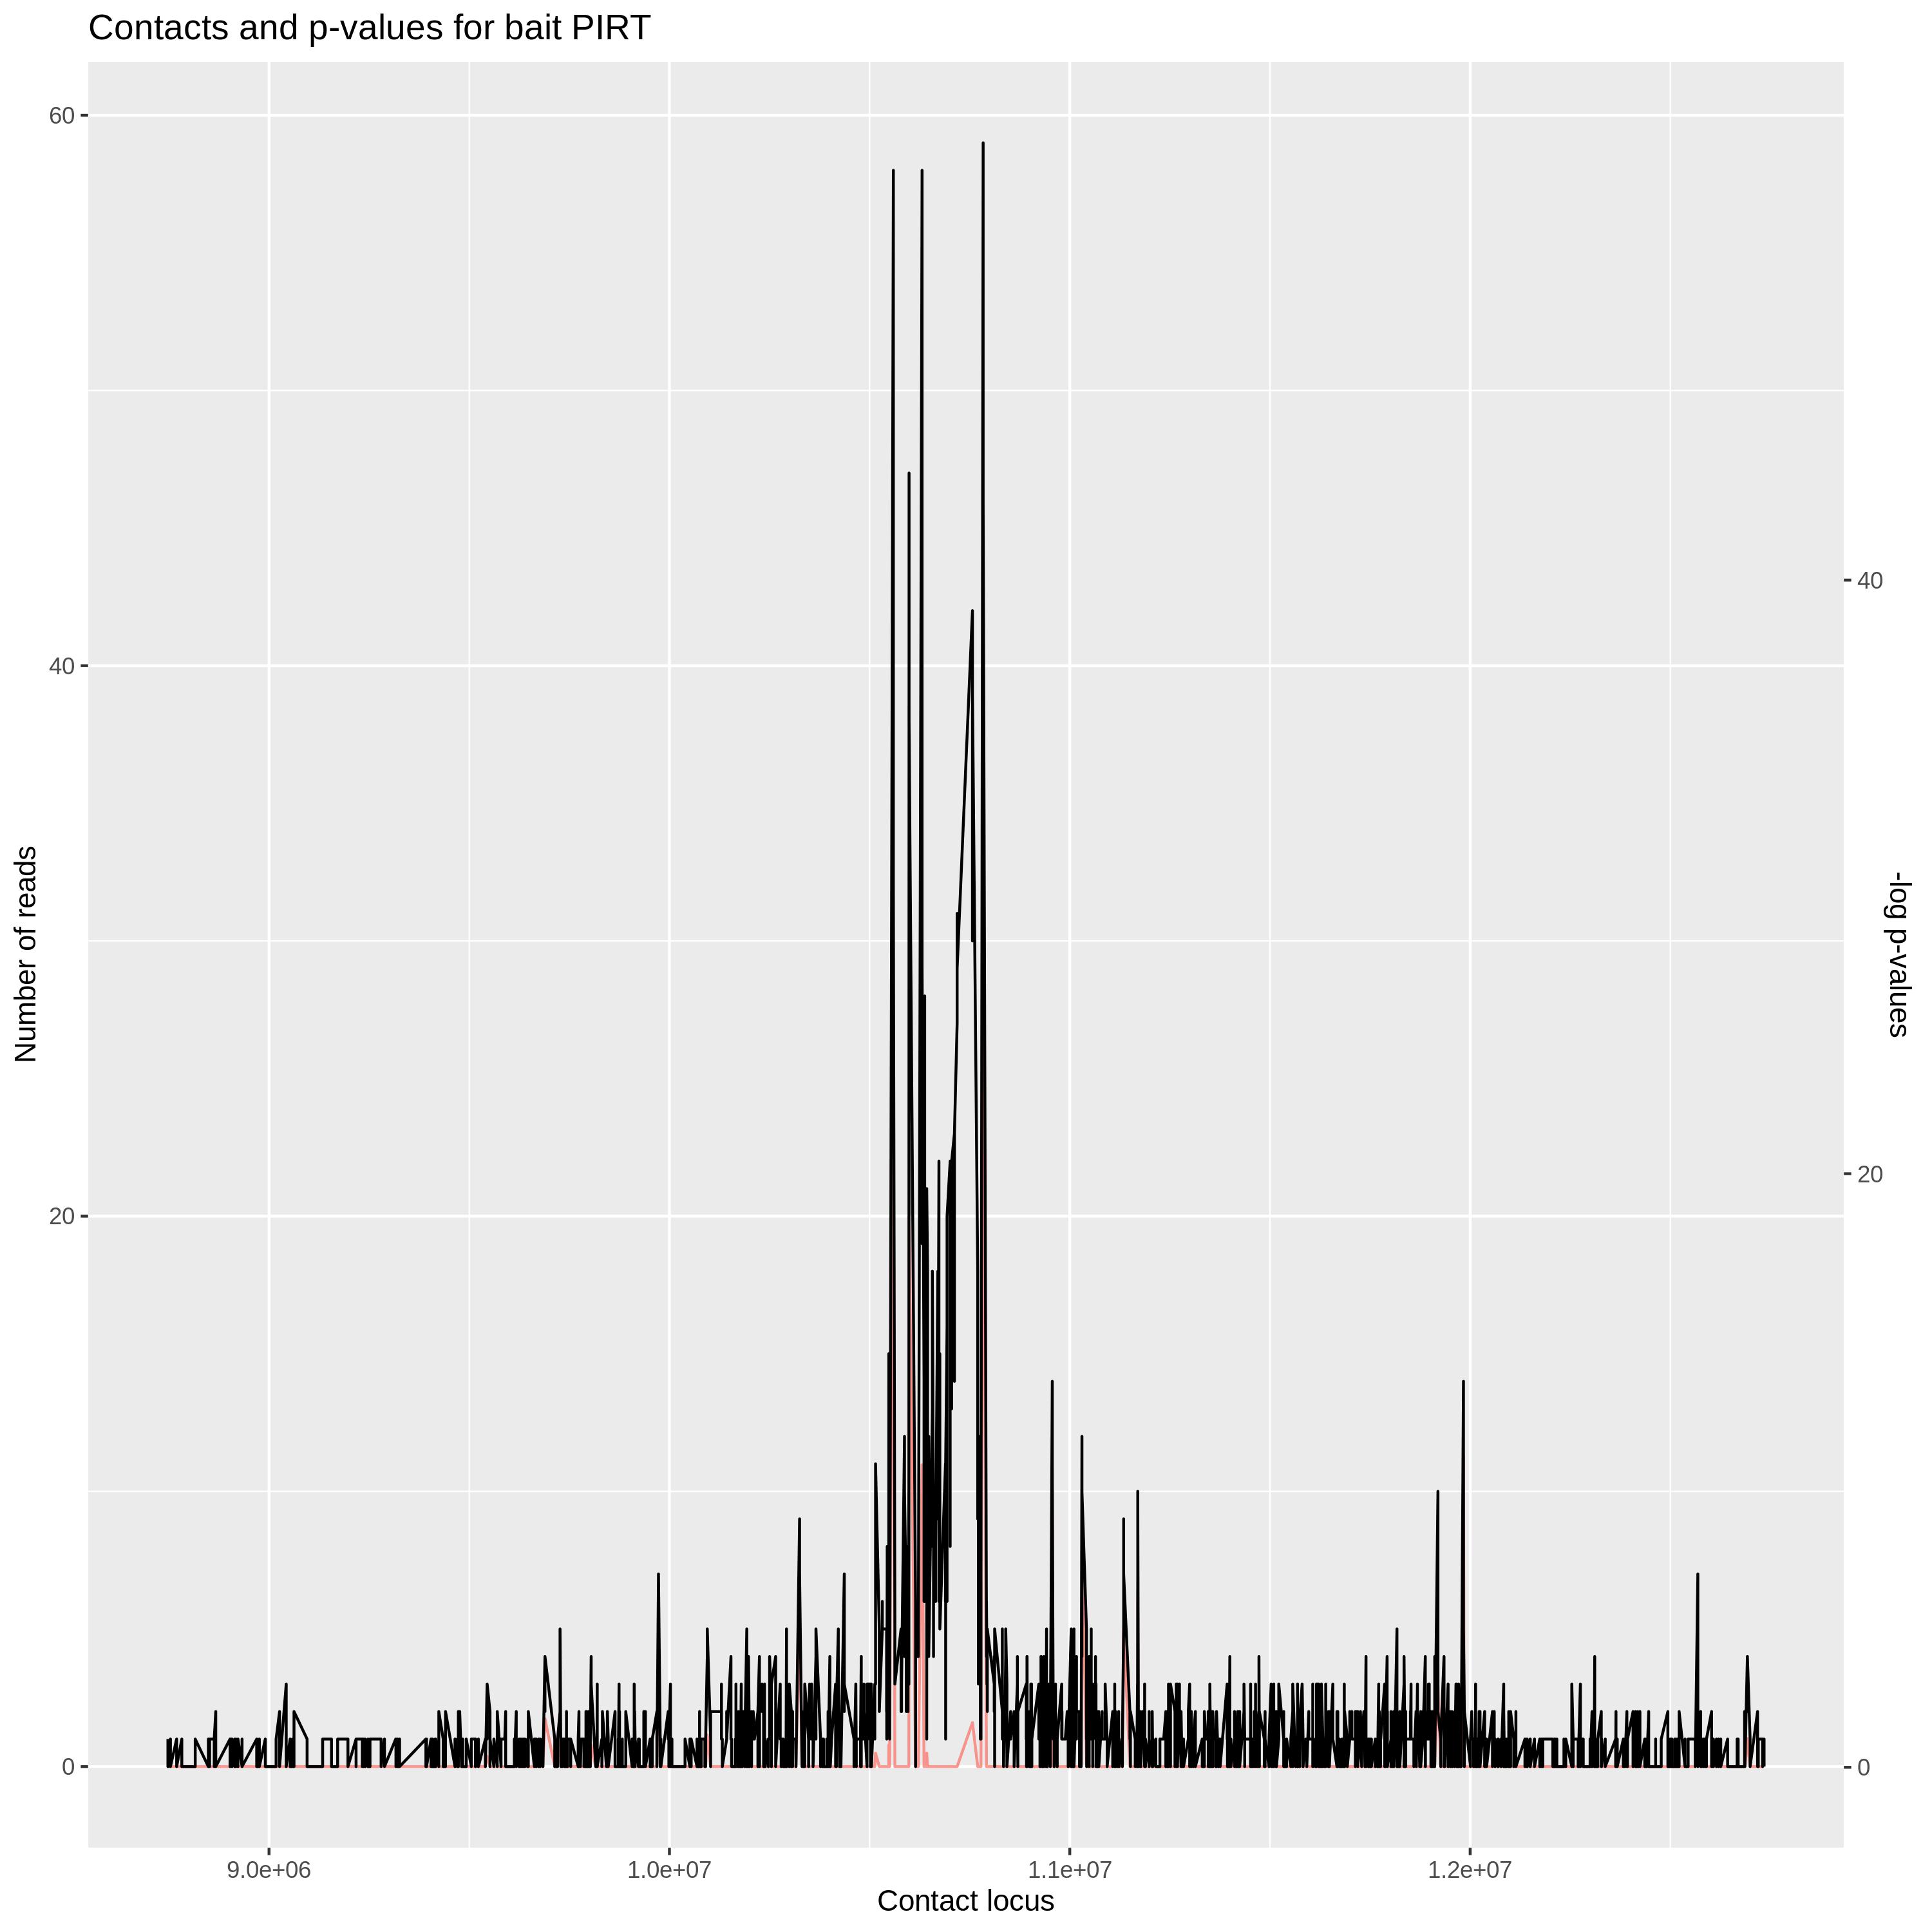 Contacts and p-values for bait PIRT
60
40
20
0
Number of reads
40
20
0
-log p-values
9.0e+06 1.0e+07 1.1e+07 1.2e+07
Contact locus